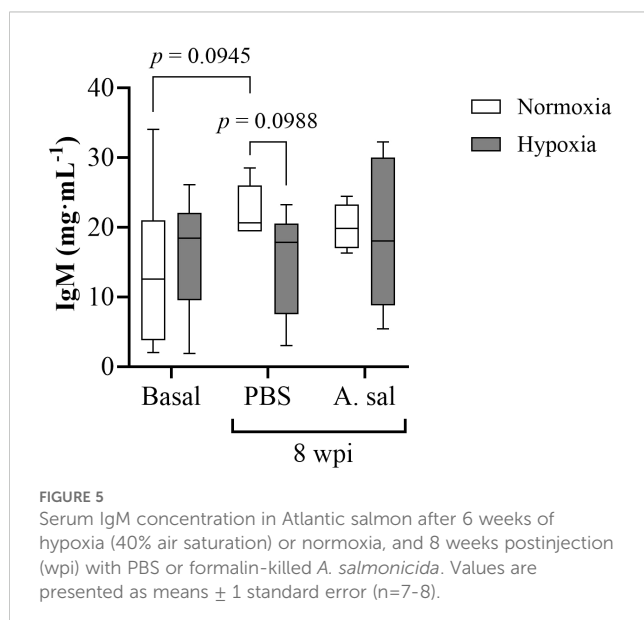 p = 0.0945
p = 0.0988
Normoxia
Hypoxia
40
30
20
10
0
IgM (mg·mL⁻¹)
Basal
PBS
A. sal
8 wpi
FIGURE 5
Serum IgM concentration in Atlantic salmon after 6 weeks of
hypoxia (40% air saturation) or normoxia, and 8 weeks postinjection
(wpi) with PBS or formalin-killed A. salmonicida. Values are
presented as means ± 1 standard error (n=7-8).